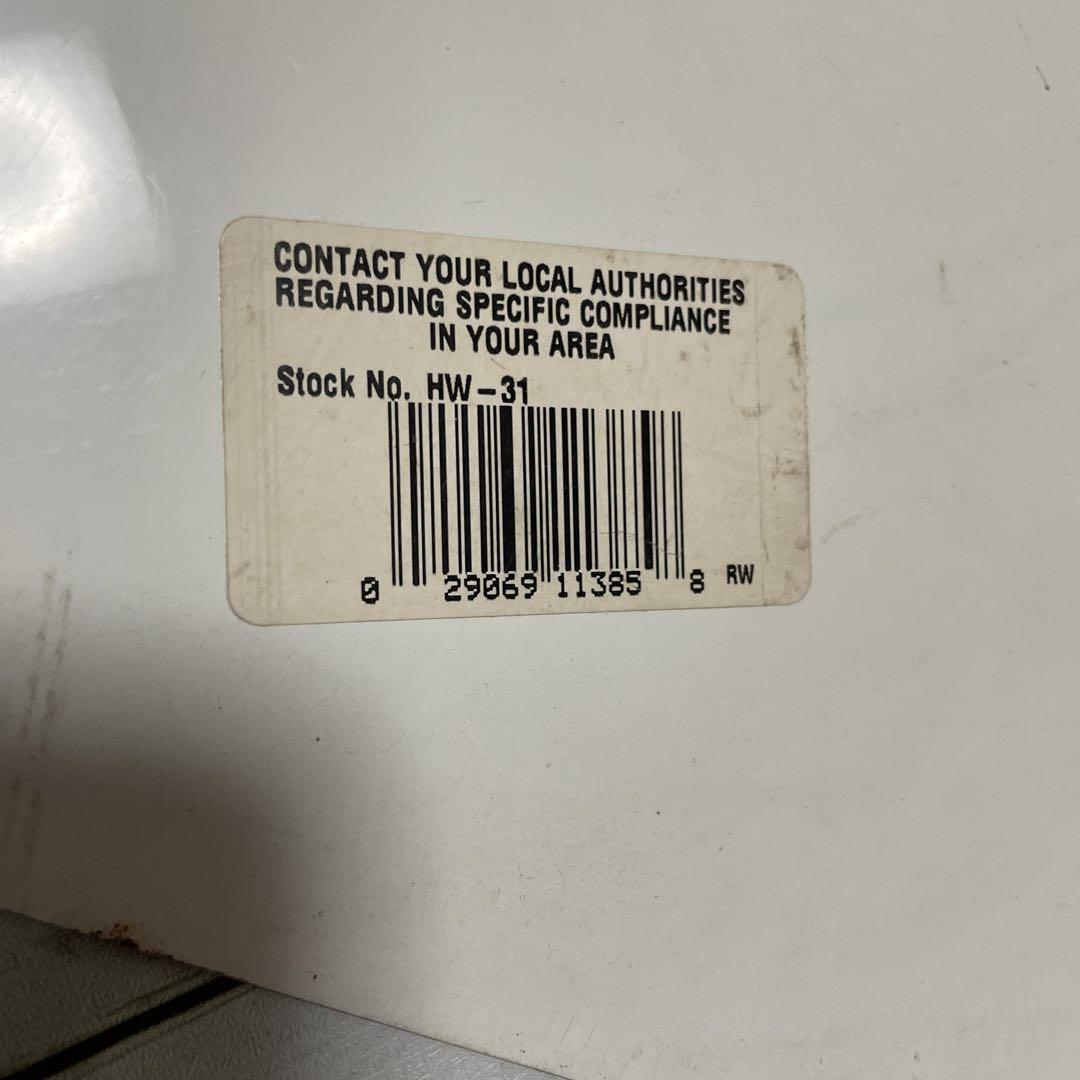 CONTACT YOUR LOCAL AUTHORITIES
REGARDING SPECIFIC COMPLIANCE
IN YOUR AREA
Stock No. HW-31
0 29069 11385 8 RW